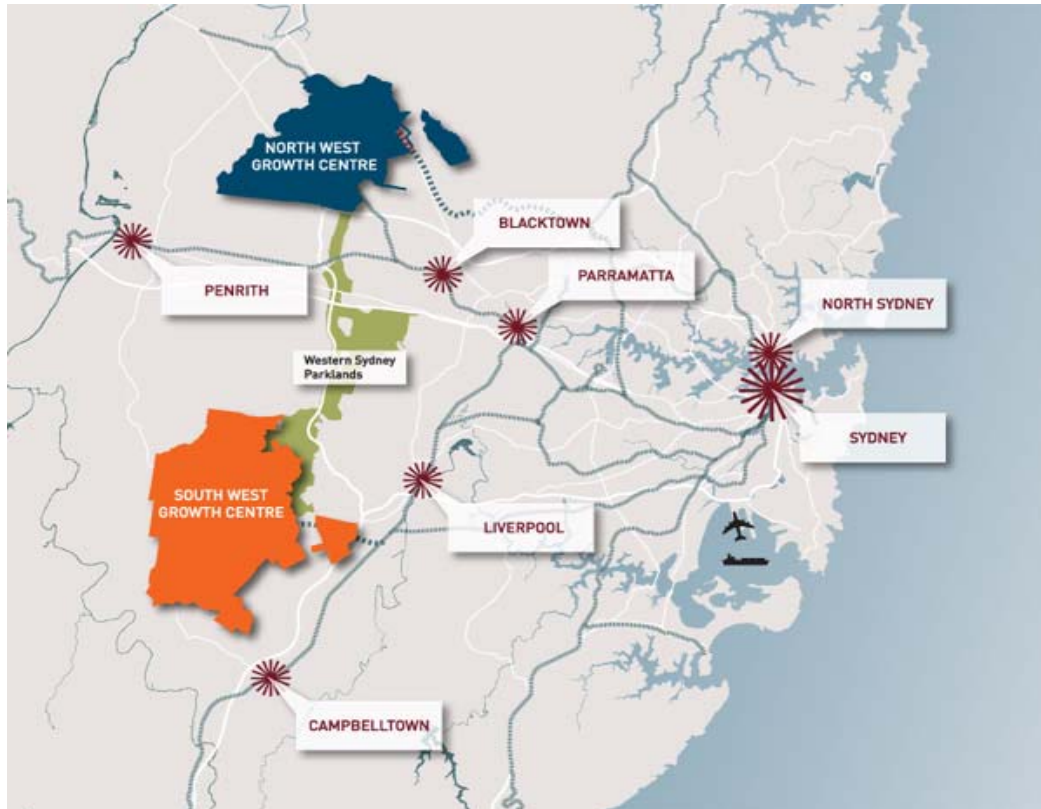 NORTH WEST
GROWTH CENTRE
BLACKTOWN
PARRAMATTA
PENRITH
NORTH SYDNEY
Western Sydney
Parklands
SYDNEY
SOUTH WEST
GROWTH CENTRE
LIVERPOOL
CAMPBELLTOWN